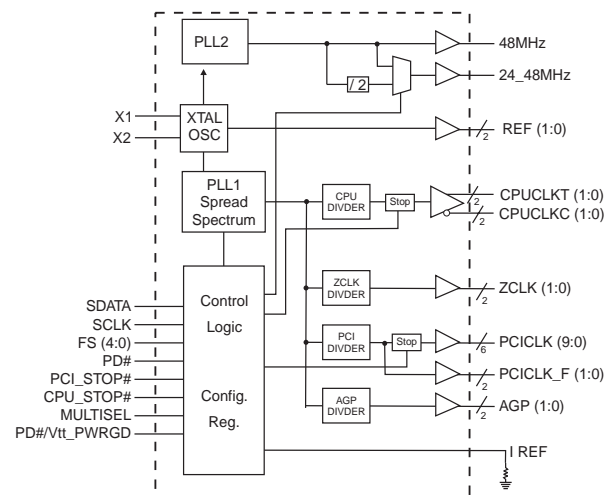 PLL2
48MHz
24_48MHz
/ 2
X1
X2
XTAL
OSC
2
REF (1:0)
PLL1
Spread
Spectrum
CPU
DIVDER
Stop
2
CPUCLKT (1:0)
2
CPUCLKC (1:0)
SDATA
SCLK
FS (4:0)
PD#
PCI_STOP#
CPU_STOP#
MULTISEL
PD#/Vtt_PWRGD
Control
Logic
Config.
Reg.
ZCLK
DIVDER
2
ZCLK (1:0)
PCI
DIVDER
Stop
6
PCICLK (9:0)
2
PCICLK_F (1:0)
AGP
DIVDER
2
AGP (1:0)
I REF